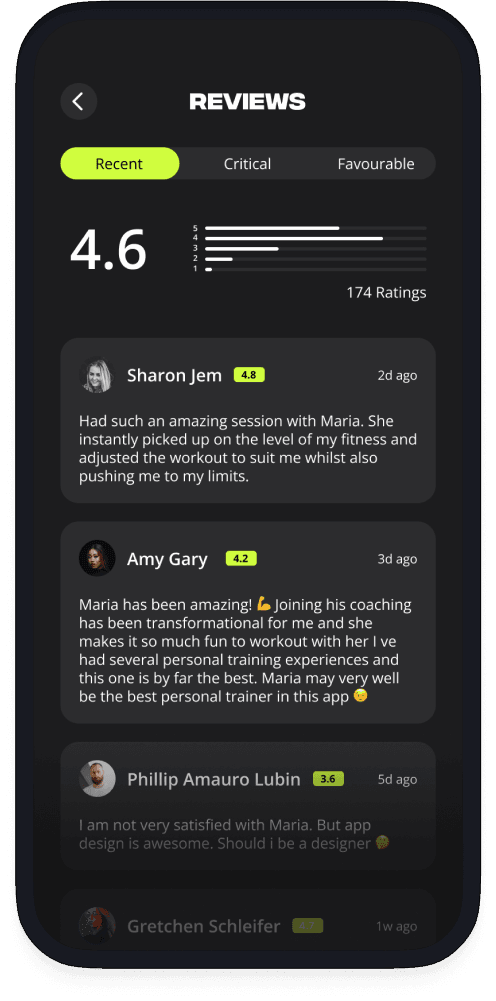 REVIEWS
Recent Critical Favourable
4.6
5
4
3
2
1
174 Ratings
Sharon Jem 4.8 2d ago
Had such an amazing session with Maria. She
instantly picked up on the level of my fitness and
adjusted the workout to suit me whilst also
pushing me to my limits.
Amy Gary 4.2 3d ago
Maria has been amazing! 💪 Joining his coaching
has been transformational for me and she
makes it so much fun to workout with her I ve
had several personal training experiences and
this one is by far the best. Maria may very well
be the best personal trainer in this app
Phillip Amauro Lubin 3.6 5d ago
I am not very satisfied with Maria. But app
design is awesome. Should i be a designer
Gretchen Schleifer 1w ago